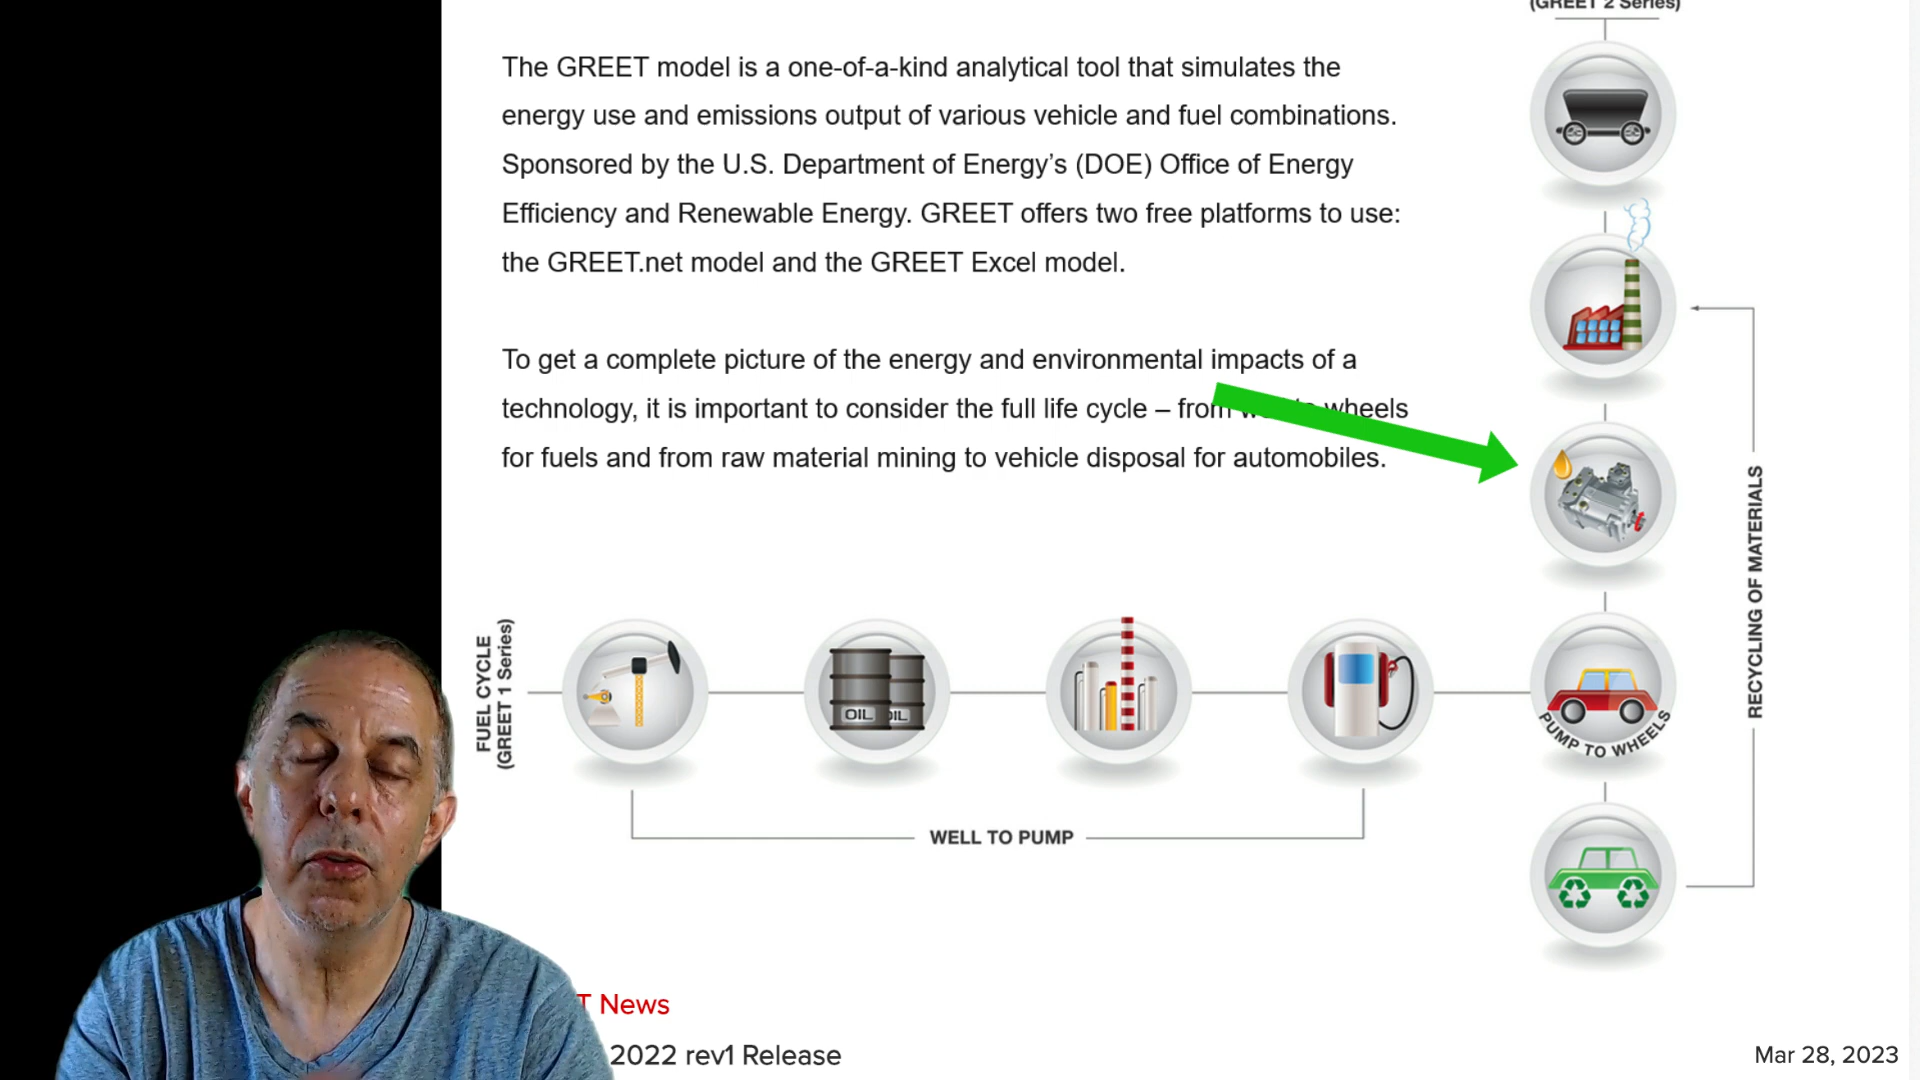 (GREET 2 Series)
The GREET model is a one-of-a-kind analytical tool that simulates the
energy use and emissions output of various vehicle and fuel combinations.
Sponsored by the U.S. Department of Energy’s (DOE) Office of Energy
Efficiency and Renewable Energy. GREET offers two free platforms to use:
the GREET.net model and the GREET Excel model.
To get a complete picture of the energy and environmental impacts of a
technology, it is important to consider the full life cycle – from wheels
for fuels and from raw material mining to vehicle disposal for automobiles.
RECYCLING OF MATERIALS
FUEL CYCLE
(GREET 1 Series)
OIL
OIL
PUMP TO WHEELS
WELL TO PUMP
T News
2022 rev1 Release
Mar 28, 2023